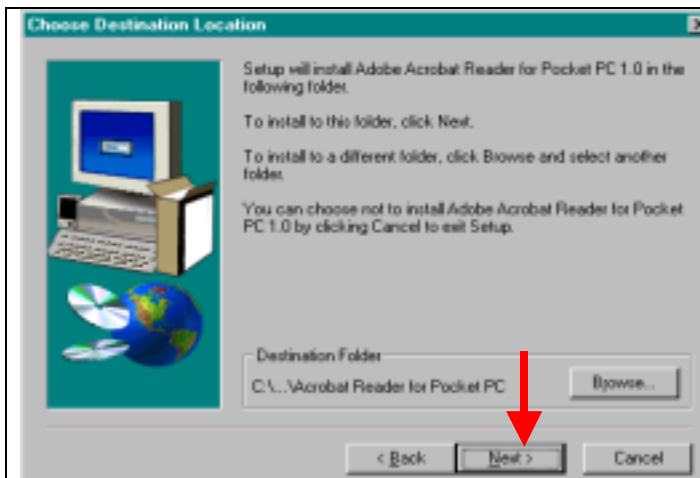 Choose Destination Location
Setup will install Adobe Acrobat Reader for Pocket PC 1.0 in the
following folder.
To install to this folder, click Next.
To install to a different folder, click Browse and select another
folder.
You can choose not to install Adobe Acrobat Reader for Pocket
PC 1.0 by clicking Cancel to exit Setup.
Destination Folder
C:\...\Acrobat Reader for Pocket PC
Browse...
< Back
Next >
Cancel